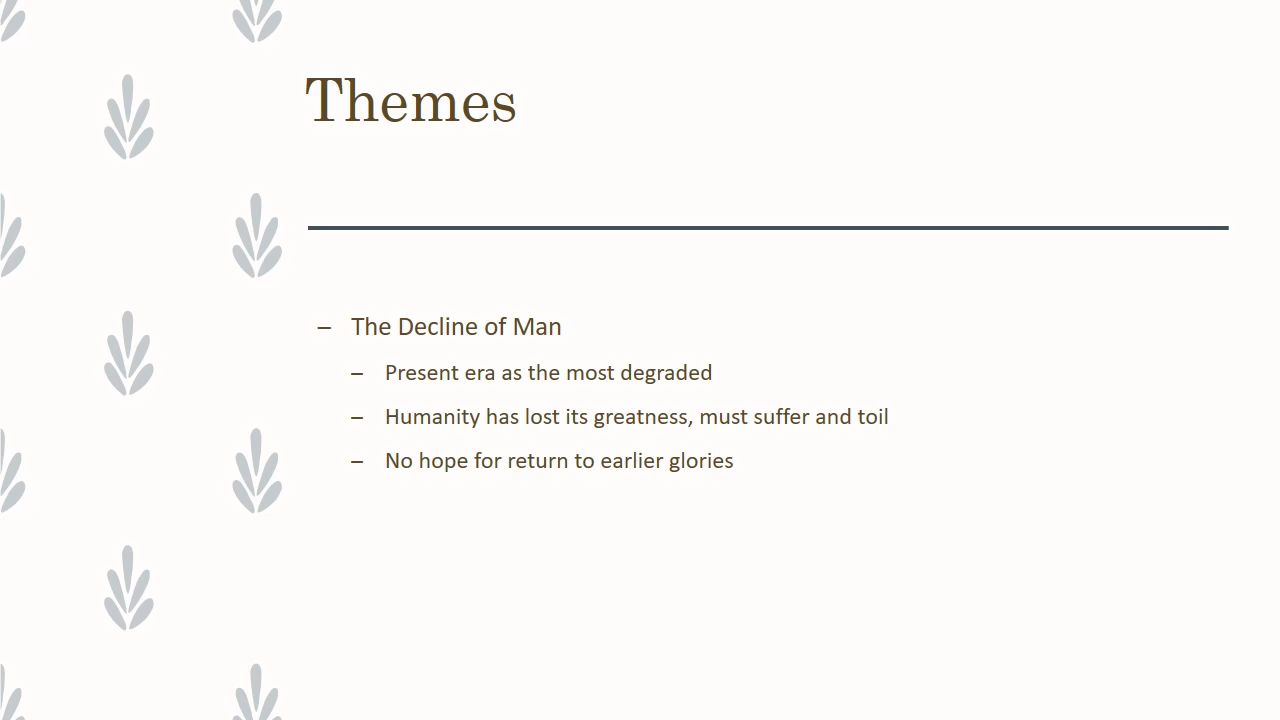 Themes
– The Decline of Man
– Present era as the most degraded
– Humanity has lost its greatness, must suffer and toil
– No hope for return to earlier glories